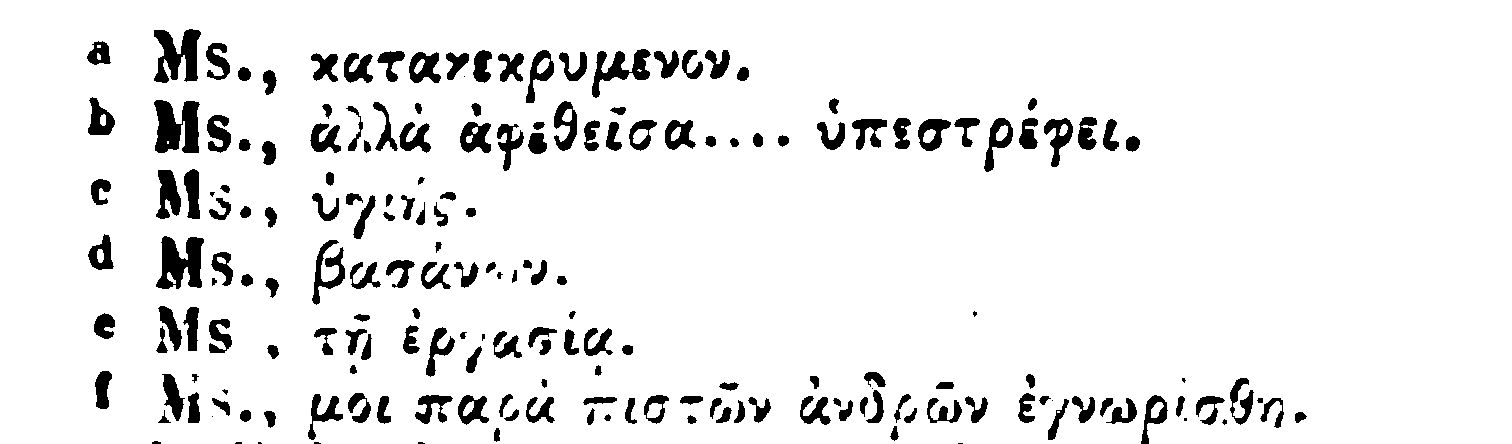 a Ms., κατακεκρυμενον.
b Ms., ἀλλὰ ἀφεθεῖσα.... ὑπεστρέφει.
c Ms., ὑγιής.
d Ms., βασάνων.
e Ms., τῇ ἐργασίᾳ.
f Ms., μοι παρὰ πιστῶν ἀνδρῶν ἐγνωρίσθη.